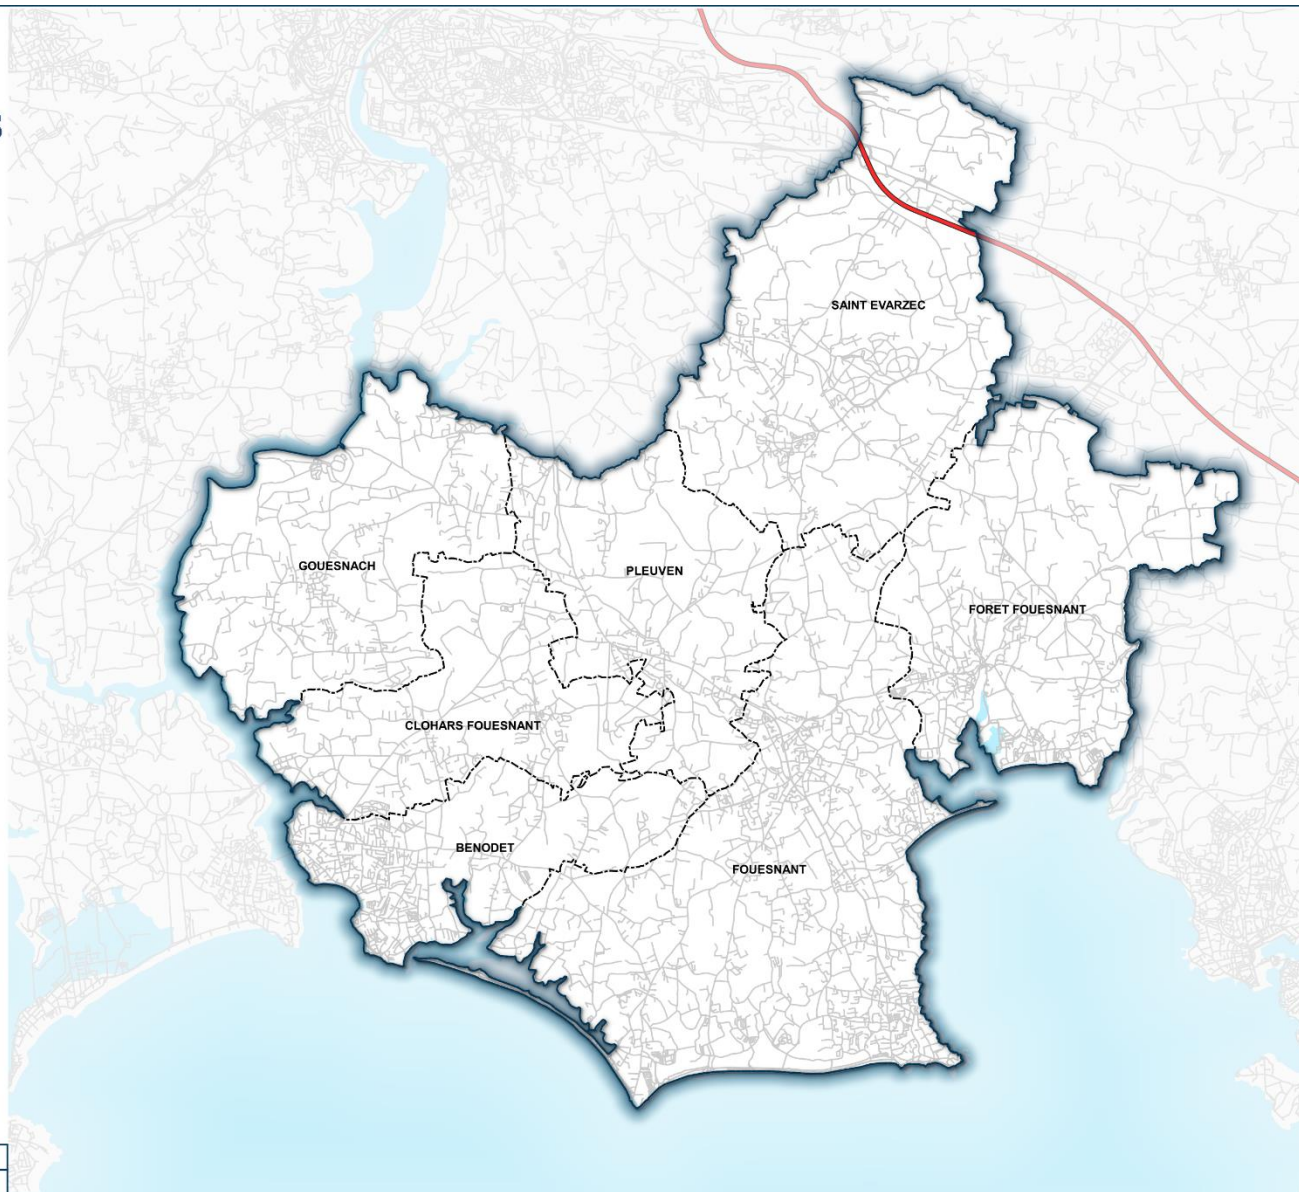 SAINT EVARZEC
GOUESNACH
PLEUVEN
FORET FOUESNANT
CLOHARS FOUESNANT
BENODET
FOUESNANT